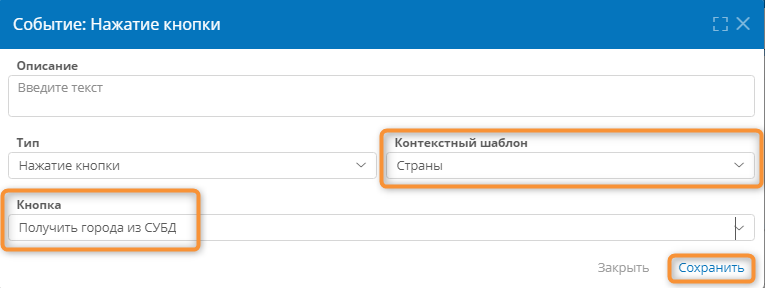 Событие: Нажатие кнопки
Описание
Введите текст
Тип
Контекстный шаблон
Нажатие кнопки
Страны
Кнопка
Получить города из СУБД
Закрыть
Сохранить